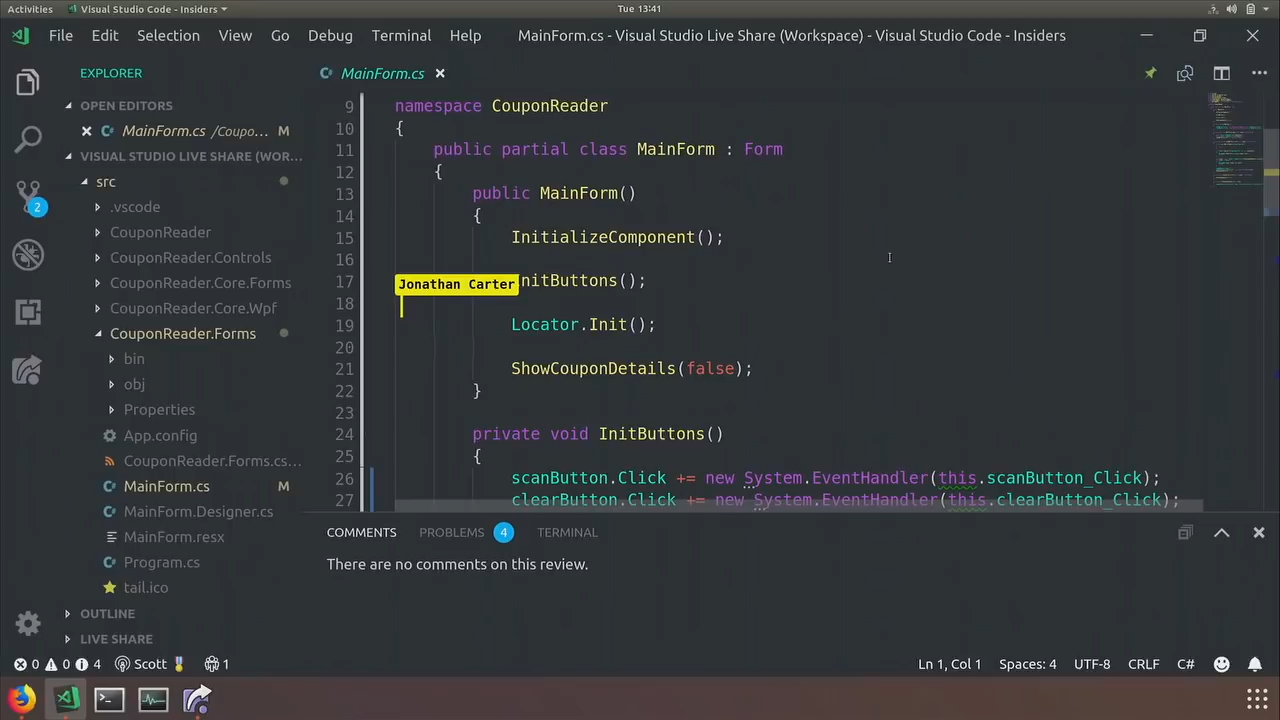 Activities
Visual Studio Code - Insiders
Tue 13:41
File Edit Selection View Go Debug Terminal Help
MainForm.cs - Visual Studio Live Share (Workspace) - Visual Studio Code - Insiders
EXPLORER
OPEN EDITORS
MainForm.cs /Coupo... M
VISUAL STUDIO LIVE SHARE (WOR...
src
.vscode
CouponReader
CouponReader.Controls
CouponReader.Core.Forms
CouponReader.Core.Wpf
CouponReader.Forms
bin
obj
Properties
App.config
CouponReader.Forms.cs...
MainForm.cs M
MainForm.Designer.cs
MainForm.resx
Program.cs
tail.ico
OUTLINE
LIVE SHARE
2
MainForm.cs
9 namespace CouponReader
10 {
11 public partial class MainForm : Form
12 {
13 public MainForm()
14 {
15 InitializeComponent();
16
Jonathan Carter
17 nitButtons();
18
19 Locator.Init();
20
21 ShowCouponDetails(false);
22 }
23
24 private void InitButtons()
25 {
26 scanButton.Click += new System.EventHandler(this.scanButton_Click);
27 clearButton.Click += new System.EventHandler(this.clearButton_Click);
COMMENTS PROBLEMS 4 TERMINAL
There are no comments on this review.
0 0 4 Scott 1
Ln 1, Col 1 Spaces: 4 UTF-8 CRLF C#